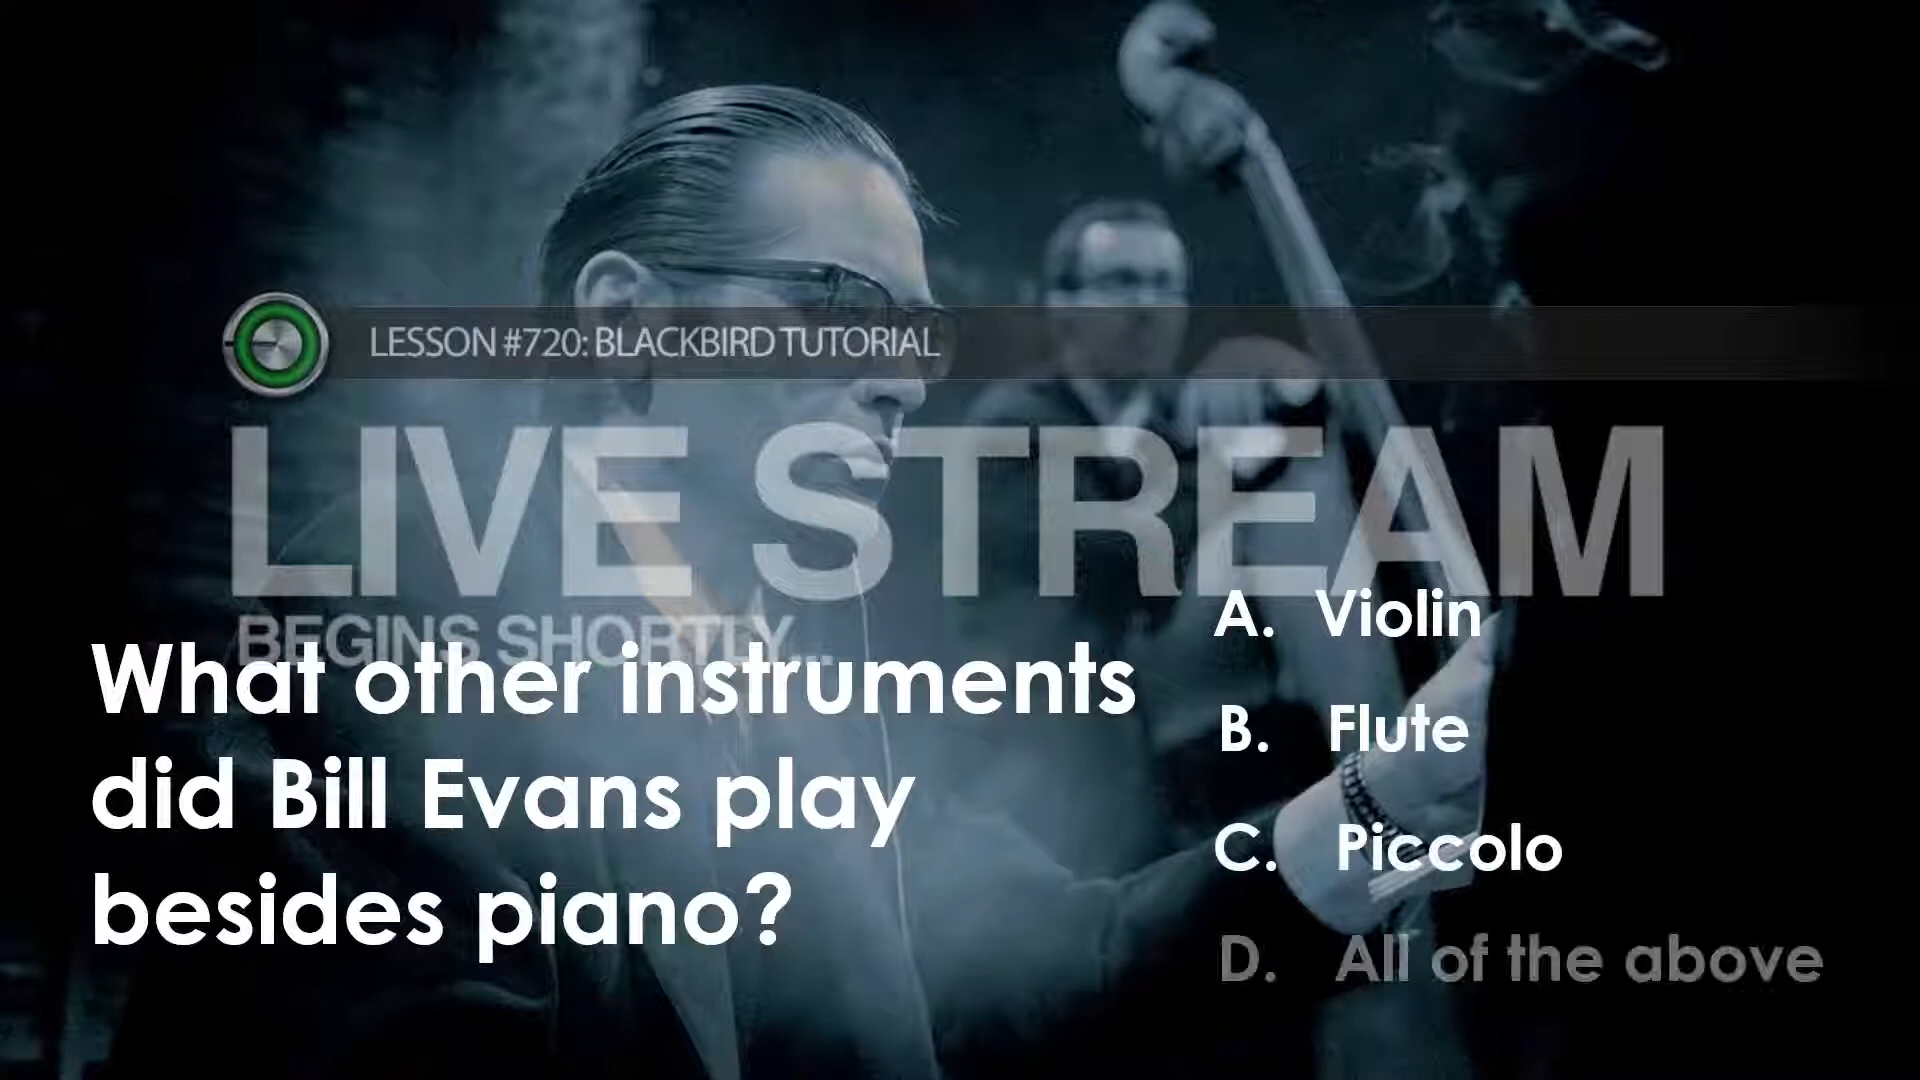 LESSON #720: BLACKBIRD TUTORIAL
LIVE STREAM
BEGINS SHORTLY...
What other instruments
did Bill Evans play
besides piano?
A. Violin
B. Flute
C. Piccolo
D. All of the above